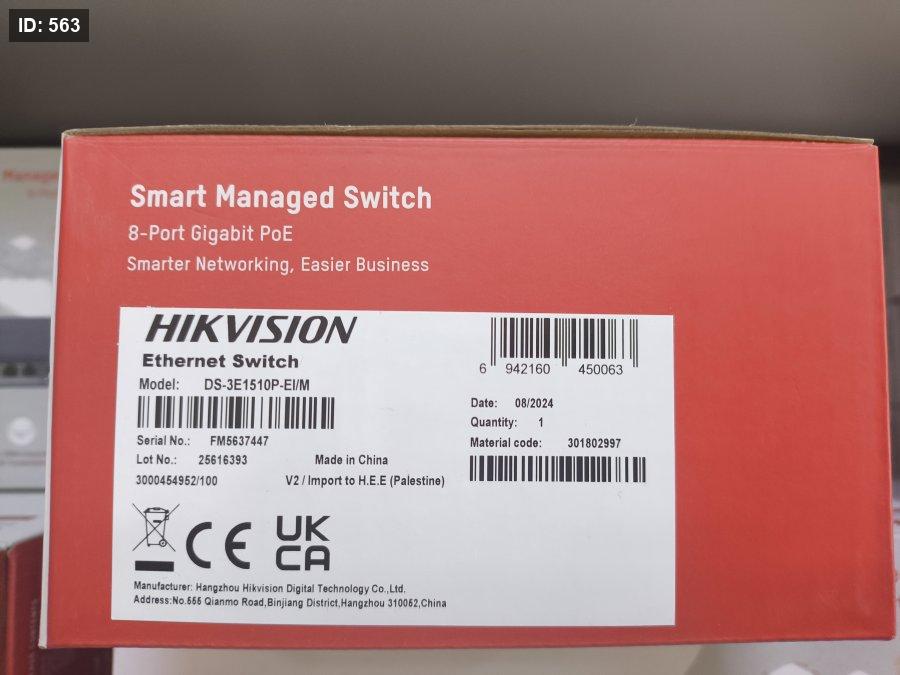 ID: 563
Smart Managed Switch
8-Port Gigabit PoE
Smarter Networking, Easier Business
HIKVISION
Ethernet Switch
Model: DS-3E1510P-EI/M
Serial No.: FM5637447
Lot No.: 25616393 Made in China
3000454952/100 V2 / Import to H.E.E (Palestine)
6 942160 450063
Date: 08/2024
Quantity: 1
Material code: 301802997
CE
UK
CA
Manufacturer: Hangzhou Hikvision Digital Technology Co.,Ltd.
Address:No.555 Qianmo Road,Binjiang District,Hangzhou 310052,China